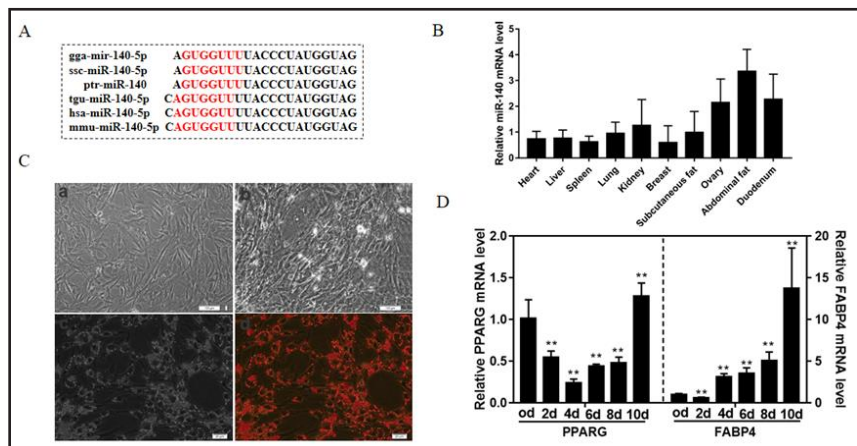 A
gga-mir-140-5p AGUGGUUUUACCCUAUGGUAG
ssc-miR-140-5p AGUGGUUUUACCCUAUGGUAG
ptr-miR-140 AGUGGUUUUACCCUAUGGUAG
tgu-miR-140-5p CAGUGGUUUUACCCUAUGGUAG
hsa-miR-140-5p CAGUGGUUUUACCCUAUGGUAG
mmu-miR-140-5p CAGUGGUUUUACCCUAUGGUAG
B
Relative miR-140 mRNA level
5
4
3
2
1
0
Heart
Liver
Spleen
Lung
Kidney
Breast
Subcutaneous fat
Ovary
Abdominal fat
Duodenum
C
a
b
D
Relative PPARG mRNA level
2.0
1.5
1.0
0.5
0.0
** ** ** ** **
od 2d 4d 6d 8d 10d
PPARG
** ** ** ** **
od 2d 4d 6d 8d 10d
FABP4
20
15
10
5
0
Relative FABP4 mRNA level